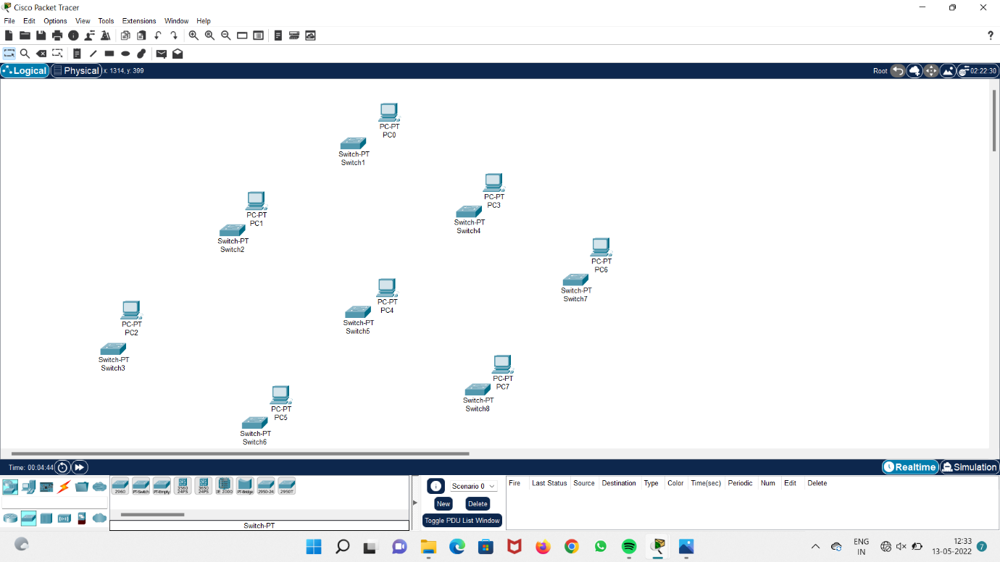 Cisco Packet Tracer
File Edit Options View Tools Extensions Window Help
?
Logical Physical x: 1314, y: 399 Root 02:22:30
PC-PT
PC0
Switch-PT
Switch1
PC-PT
PC3
Switch-PT
Switch4
PC-PT
PC1
Switch-PT
Switch2
PC-PT
PC6
Switch-PT
Switch7
PC-PT
PC4
Switch-PT
Switch5
PC-PT
PC2
Switch-PT
Switch3
PC-PT
PC7
Switch-PT
Switch8
PC-PT
PC5
Switch-PT
Switch6
Time: 00:04:44 Realtime Simulation
2960 PT-Switch PT-Empty 3560 24PS 3650 24PS IE 2000 PT-Bridge 2950-24 2950T
Switch-PT
Scenario 0
New Delete
Toggle PDU List Window
Fire Last Status Source Destination Type Color Time(sec) Periodic Num Edit Delete
ENG
IN
12:33
13-05-2022
7